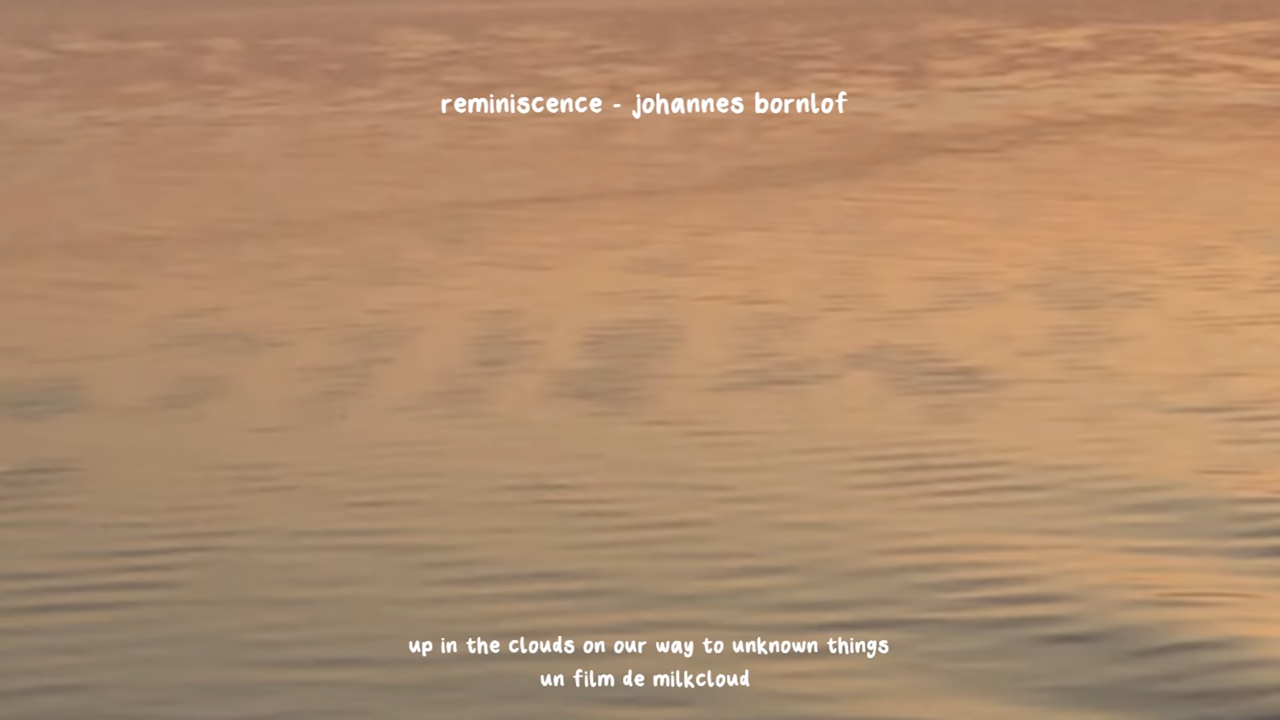 reminiscence - johannes bornlof
up in the clouds on our way to unknown things
un film de milkcloud